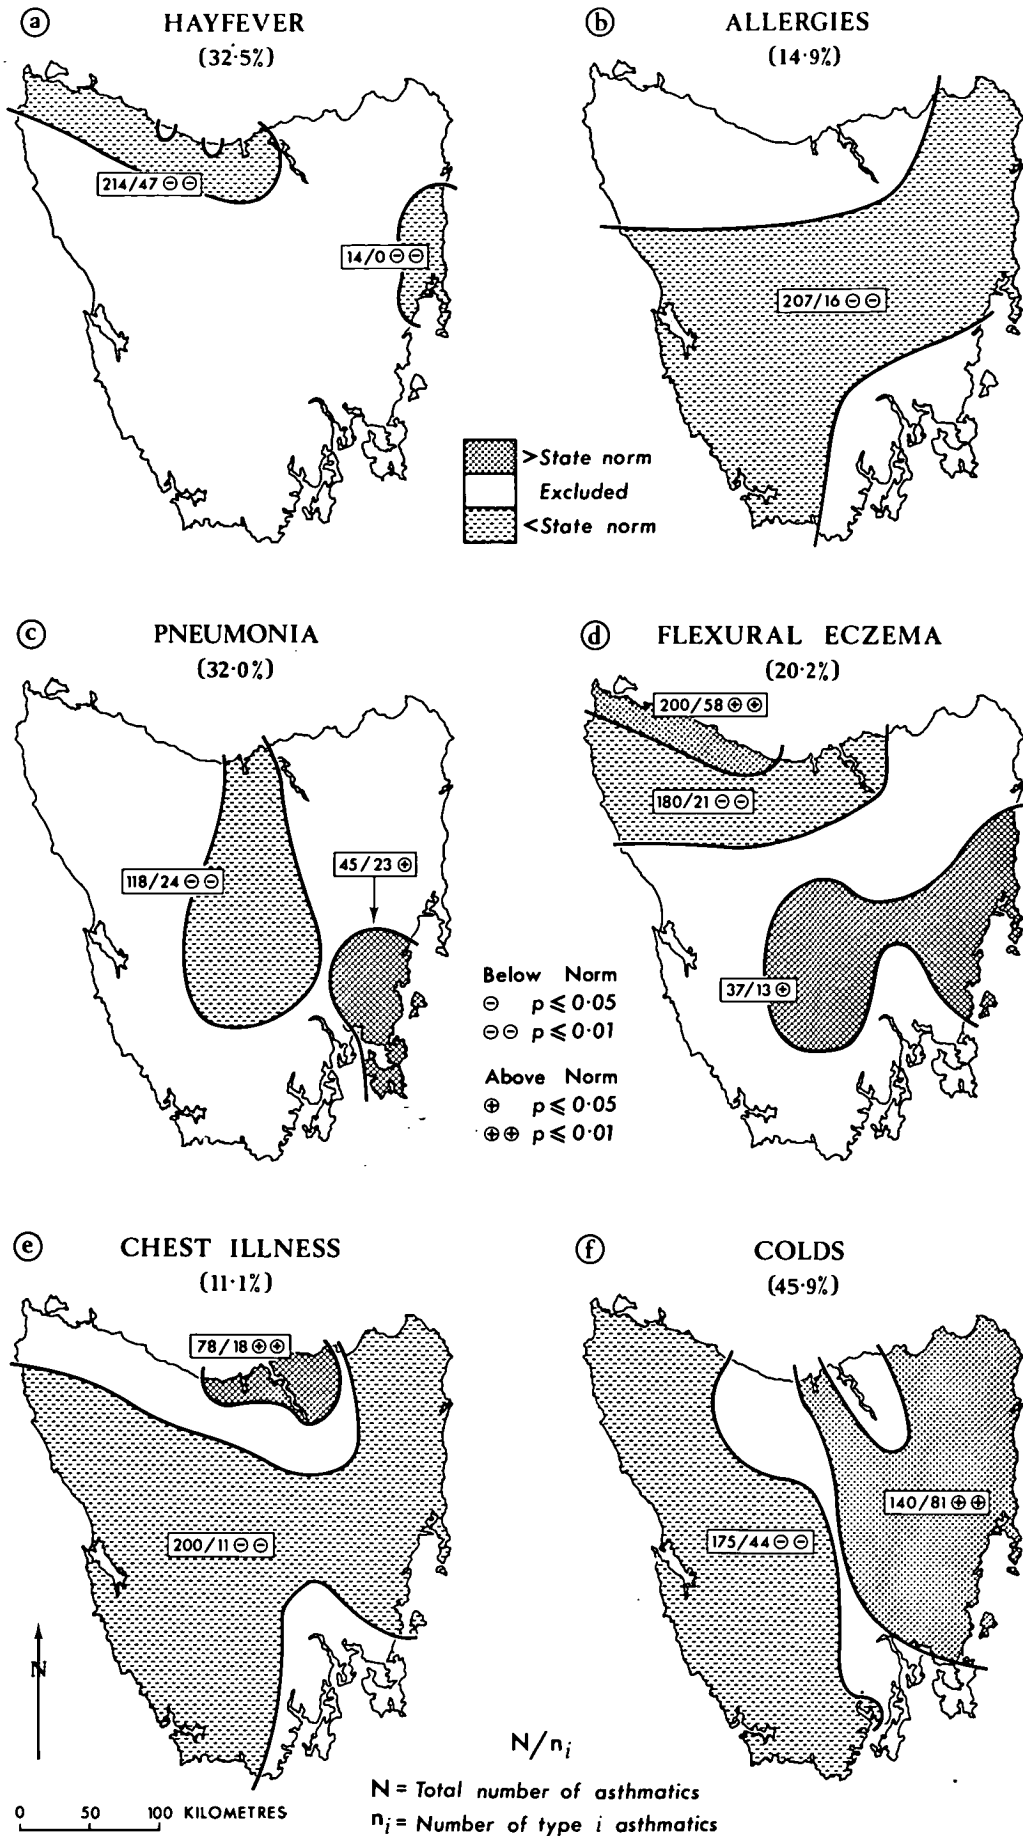 ⓐ HAYFEVER
(32·5%)
214/47 ⊖⊖
14/0 ⊖⊖
ⓑ ALLERGIES
(14·9%)
207/16 ⊖⊖
>State norm
Excluded
<State norm
ⓒ PNEUMONIA
(32·0%)
118/24 ⊖⊖
45/23 ⊕
ⓓ FLEXURAL ECZEMA
(20·2%)
200/58 ⊕⊕
180/21 ⊖⊖
37/13 ⊕
Below Norm
⊖ p ⩽ 0·05
⊖⊖ p ⩽ 0·01
Above Norm
⊕ p ⩽ 0·05
⊕⊕ p ⩽ 0·01
ⓔ CHEST ILLNESS
(11·1%)
78/18 ⊕⊕
200/11 ⊖⊖
ⓕ COLDS
(45·9%)
140/81 ⊕⊕
175/44 ⊖⊖
N
0 50 100 KILOMETRES
N/nᵢ
N = Total number of asthmatics
nᵢ = Number of type i asthmatics